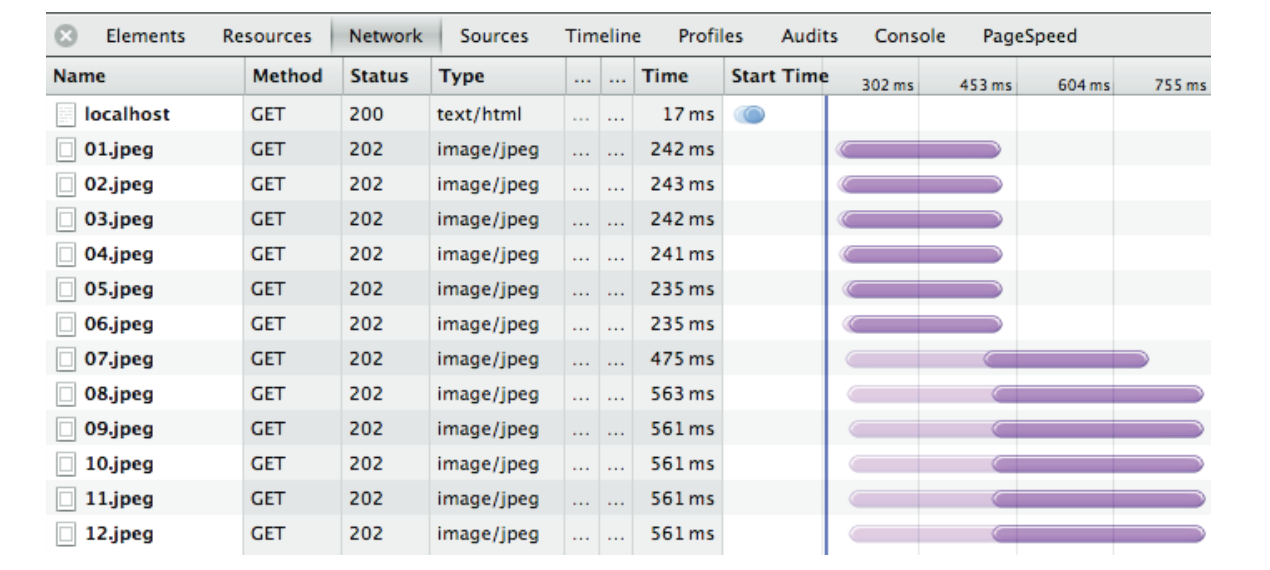 Elements Resources Network Sources Timeline Profiles Audits Console PageSpeed
Name Method Status Type ... ... Time Start Time 302 ms 453 ms 604 ms 755 ms
localhost GET 200 text/html ... ... 17 ms
01.jpeg GET 202 image/jpeg ... ... 242 ms
02.jpeg GET 202 image/jpeg ... ... 243 ms
03.jpeg GET 202 image/jpeg ... ... 242 ms
04.jpeg GET 202 image/jpeg ... ... 241 ms
05.jpeg GET 202 image/jpeg ... ... 235 ms
06.jpeg GET 202 image/jpeg ... ... 235 ms
07.jpeg GET 202 image/jpeg ... ... 475 ms
08.jpeg GET 202 image/jpeg ... ... 563 ms
09.jpeg GET 202 image/jpeg ... ... 561 ms
10.jpeg GET 202 image/jpeg ... ... 561 ms
11.jpeg GET 202 image/jpeg ... ... 561 ms
12.jpeg GET 202 image/jpeg ... ... 561 ms